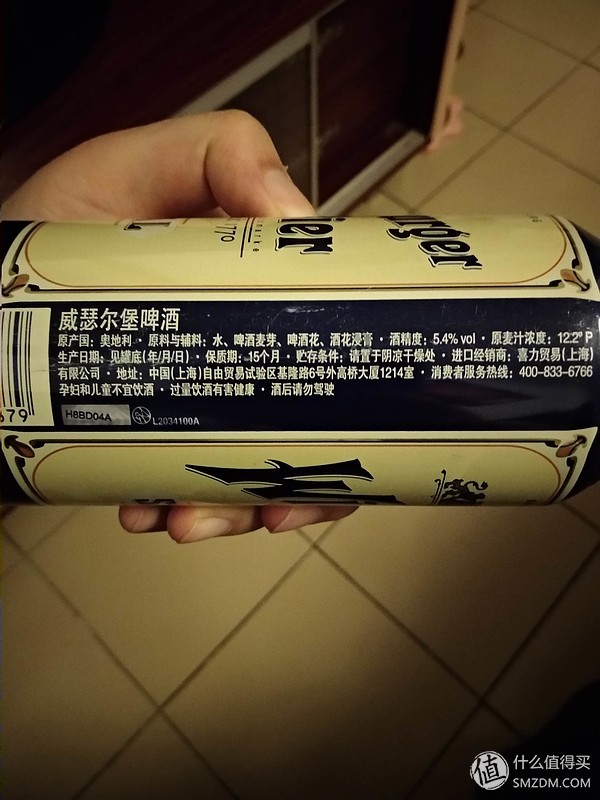 urger
ier
marke
1770
威瑟尔堡啤酒
原产国：奥地利 · 原料与辅料：水、啤酒麦芽、啤酒花、酒花浸膏 · 酒精度：5.4% vol · 原麦汁浓度：12.2° P
生产日期：见罐底(年/月/日) · 保质期：15个月 · 贮存条件：请置于阴凉干燥处 · 进口经销商：喜力贸易(上海)
有限公司 · 地址：中国(上海)自由贸易试验区基隆路6号外高桥大厦1214室 · 消费者服务热线：400-833-6766
孕妇和儿童不宜饮酒 · 过量饮酒有害健康 · 酒后请勿驾驶
679
H8BD04A
L2034100A
值 什么值得买
SMZDM.COM